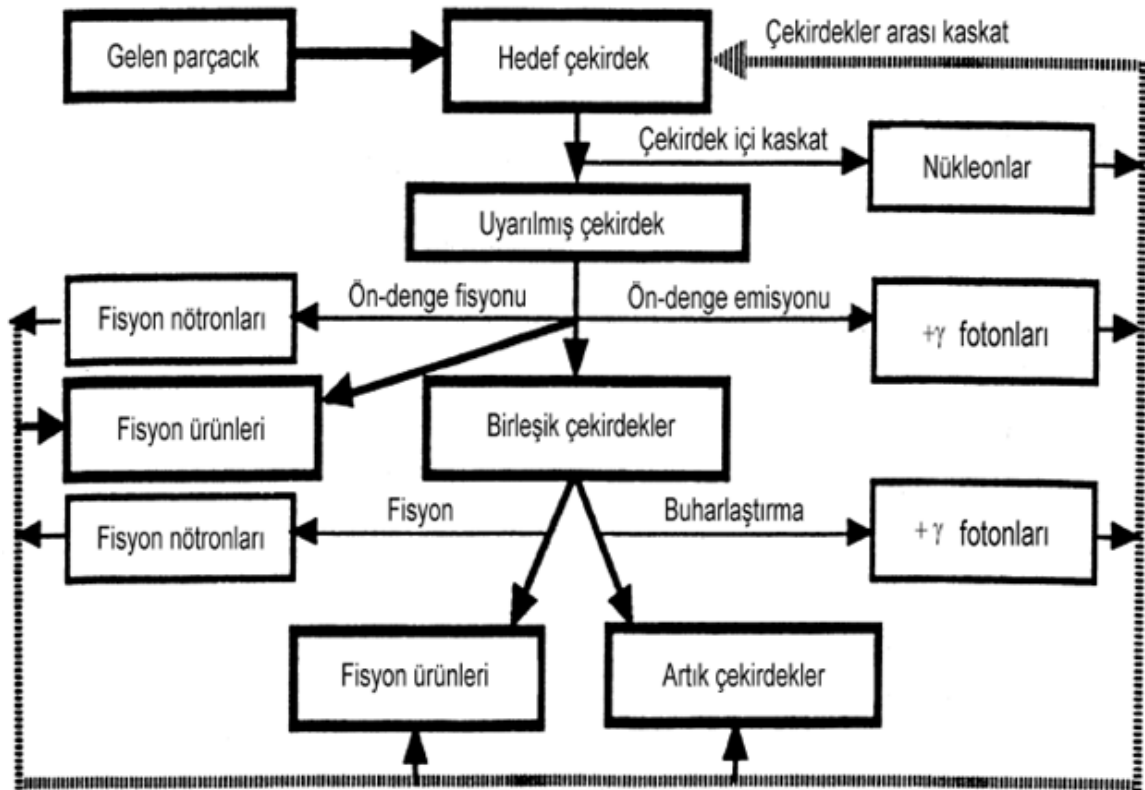 Gelen parçacık
Hedef çekirdek
Çekirdekler arası kaskat
Çekirdek içi kaskat
Nükleonlar
Uyarılmış çekirdek
Fisyon nötronları
Ön-denge fisyonu
Ön-denge emisyonu
+γ fotonları
Fisyon ürünleri
Birleşik çekirdekler
Fisyon nötronları
Fisyon
Buharlaştırma
+γ fotonları
Fisyon ürünleri
Artık çekirdekler